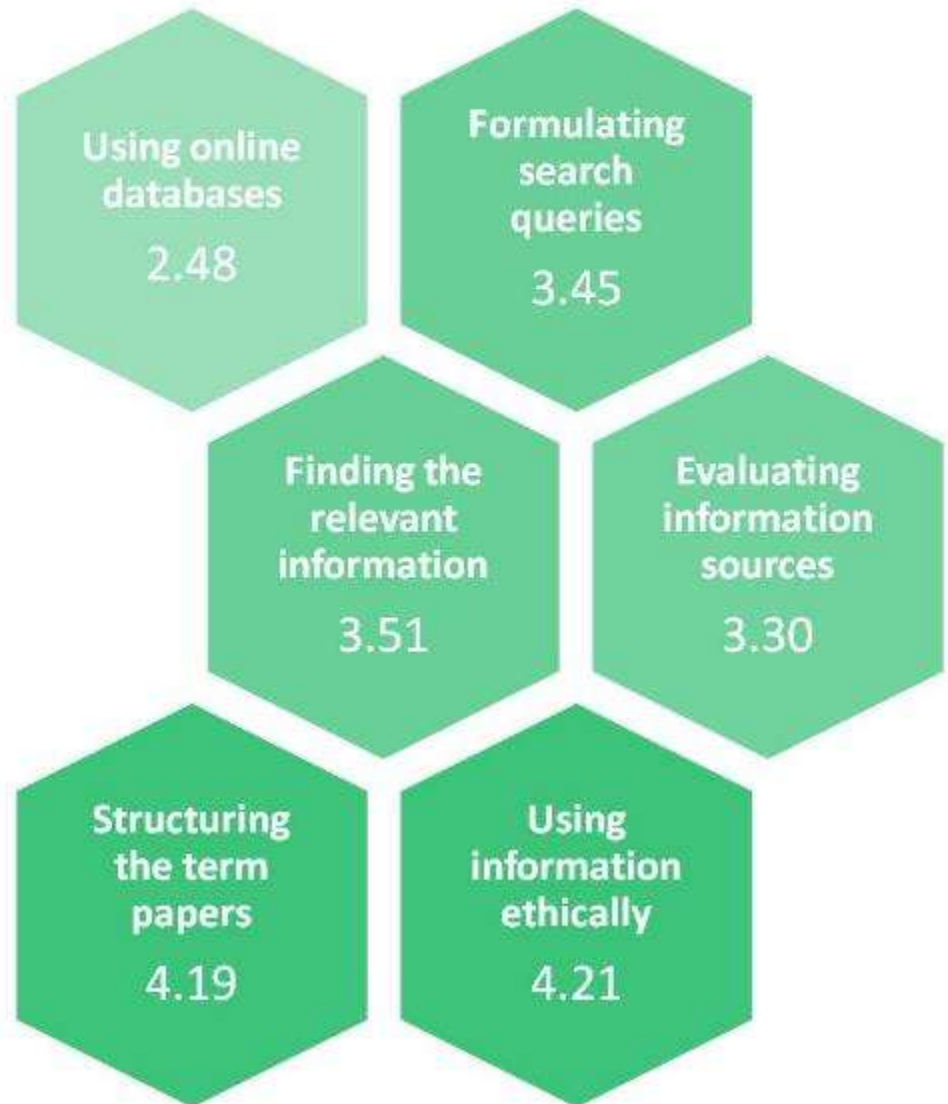 Using online
databases
2.48
Formulating
search
queries
3.45
Finding the
relevant
information
3.51
Evaluating
information
sources
3.30
Structuring
the term
papers
4.19
Using
information
ethically
4.21